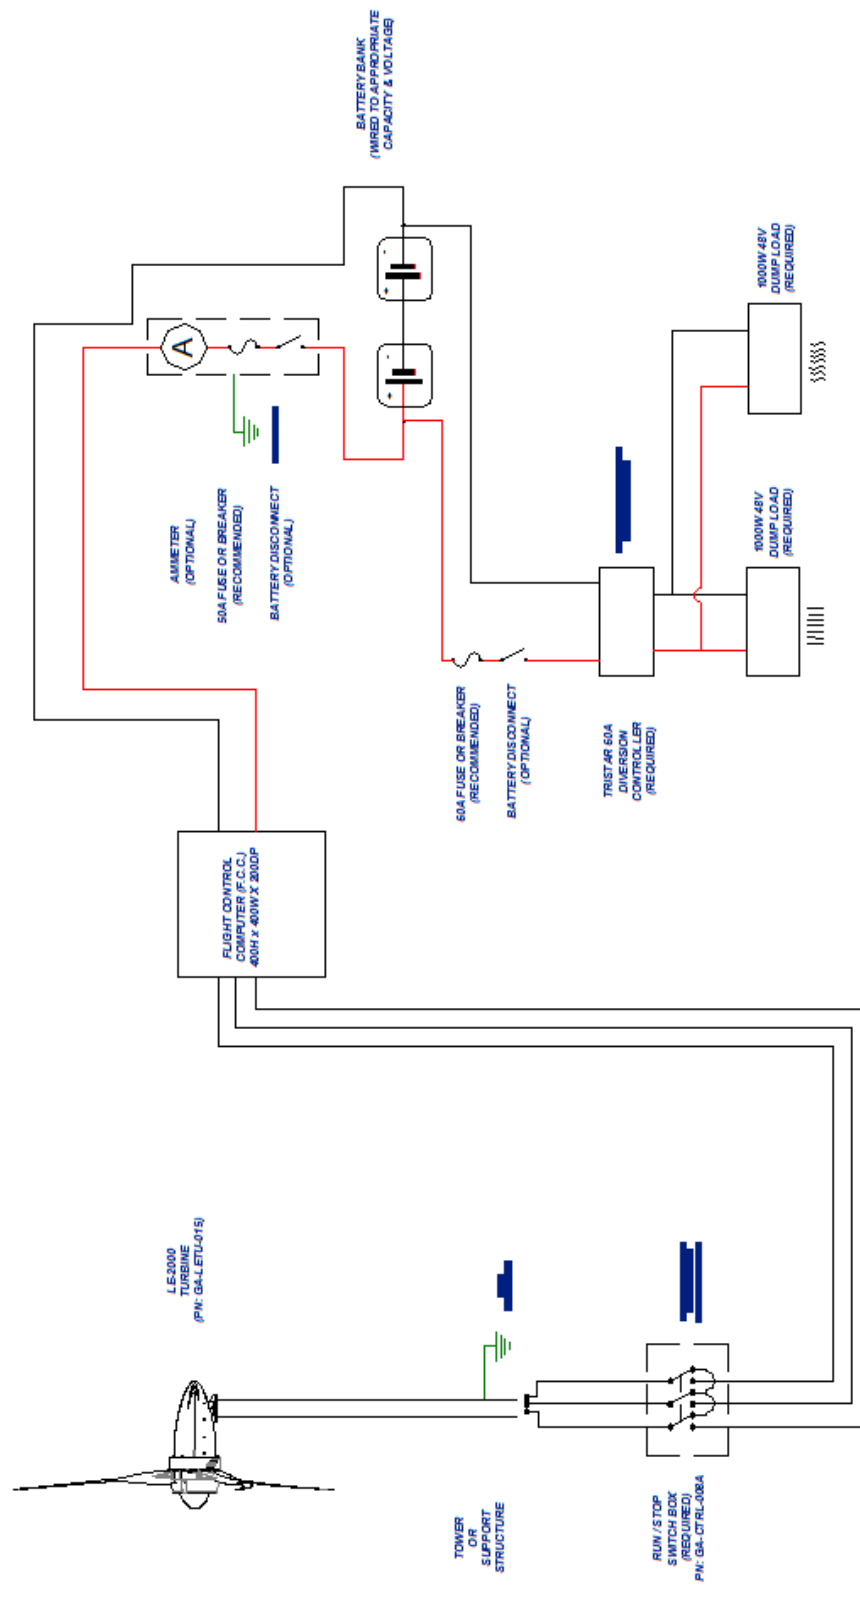 LE-2000
TURBINE
(PN: GA-LETU-015)
TOWER
OR
SUPPORT
STRUCTURE
RUN / STOP
SWITCH BOX
(REQUIRED)
PN: GA-CTRL-008A
FLIGHT CONTROL
COMPUTER (F.C.C.)
400H x 400W X 200DP
AMMETER
(OPTIONAL)
50A FUSE OR BREAKER
(RECOMMENDED)
BATTERY DISCONNECT
(OPTIONAL)
A
BATTERY BANK
(WIRED TO APPROPRIATE
CAPACITY & VOLTAGE)
+ -
+ -
60A FUSE OR BREAKER
(RECOMMENDED)
BATTERY DISCONNECT
(OPTIONAL)
TRISTAR 60A
DIVERSION
CONTROLLER
(REQUIRED)
1000W 48V
DUMP LOAD
(REQUIRED)
1000W 48V
DUMP LOAD
(REQUIRED)